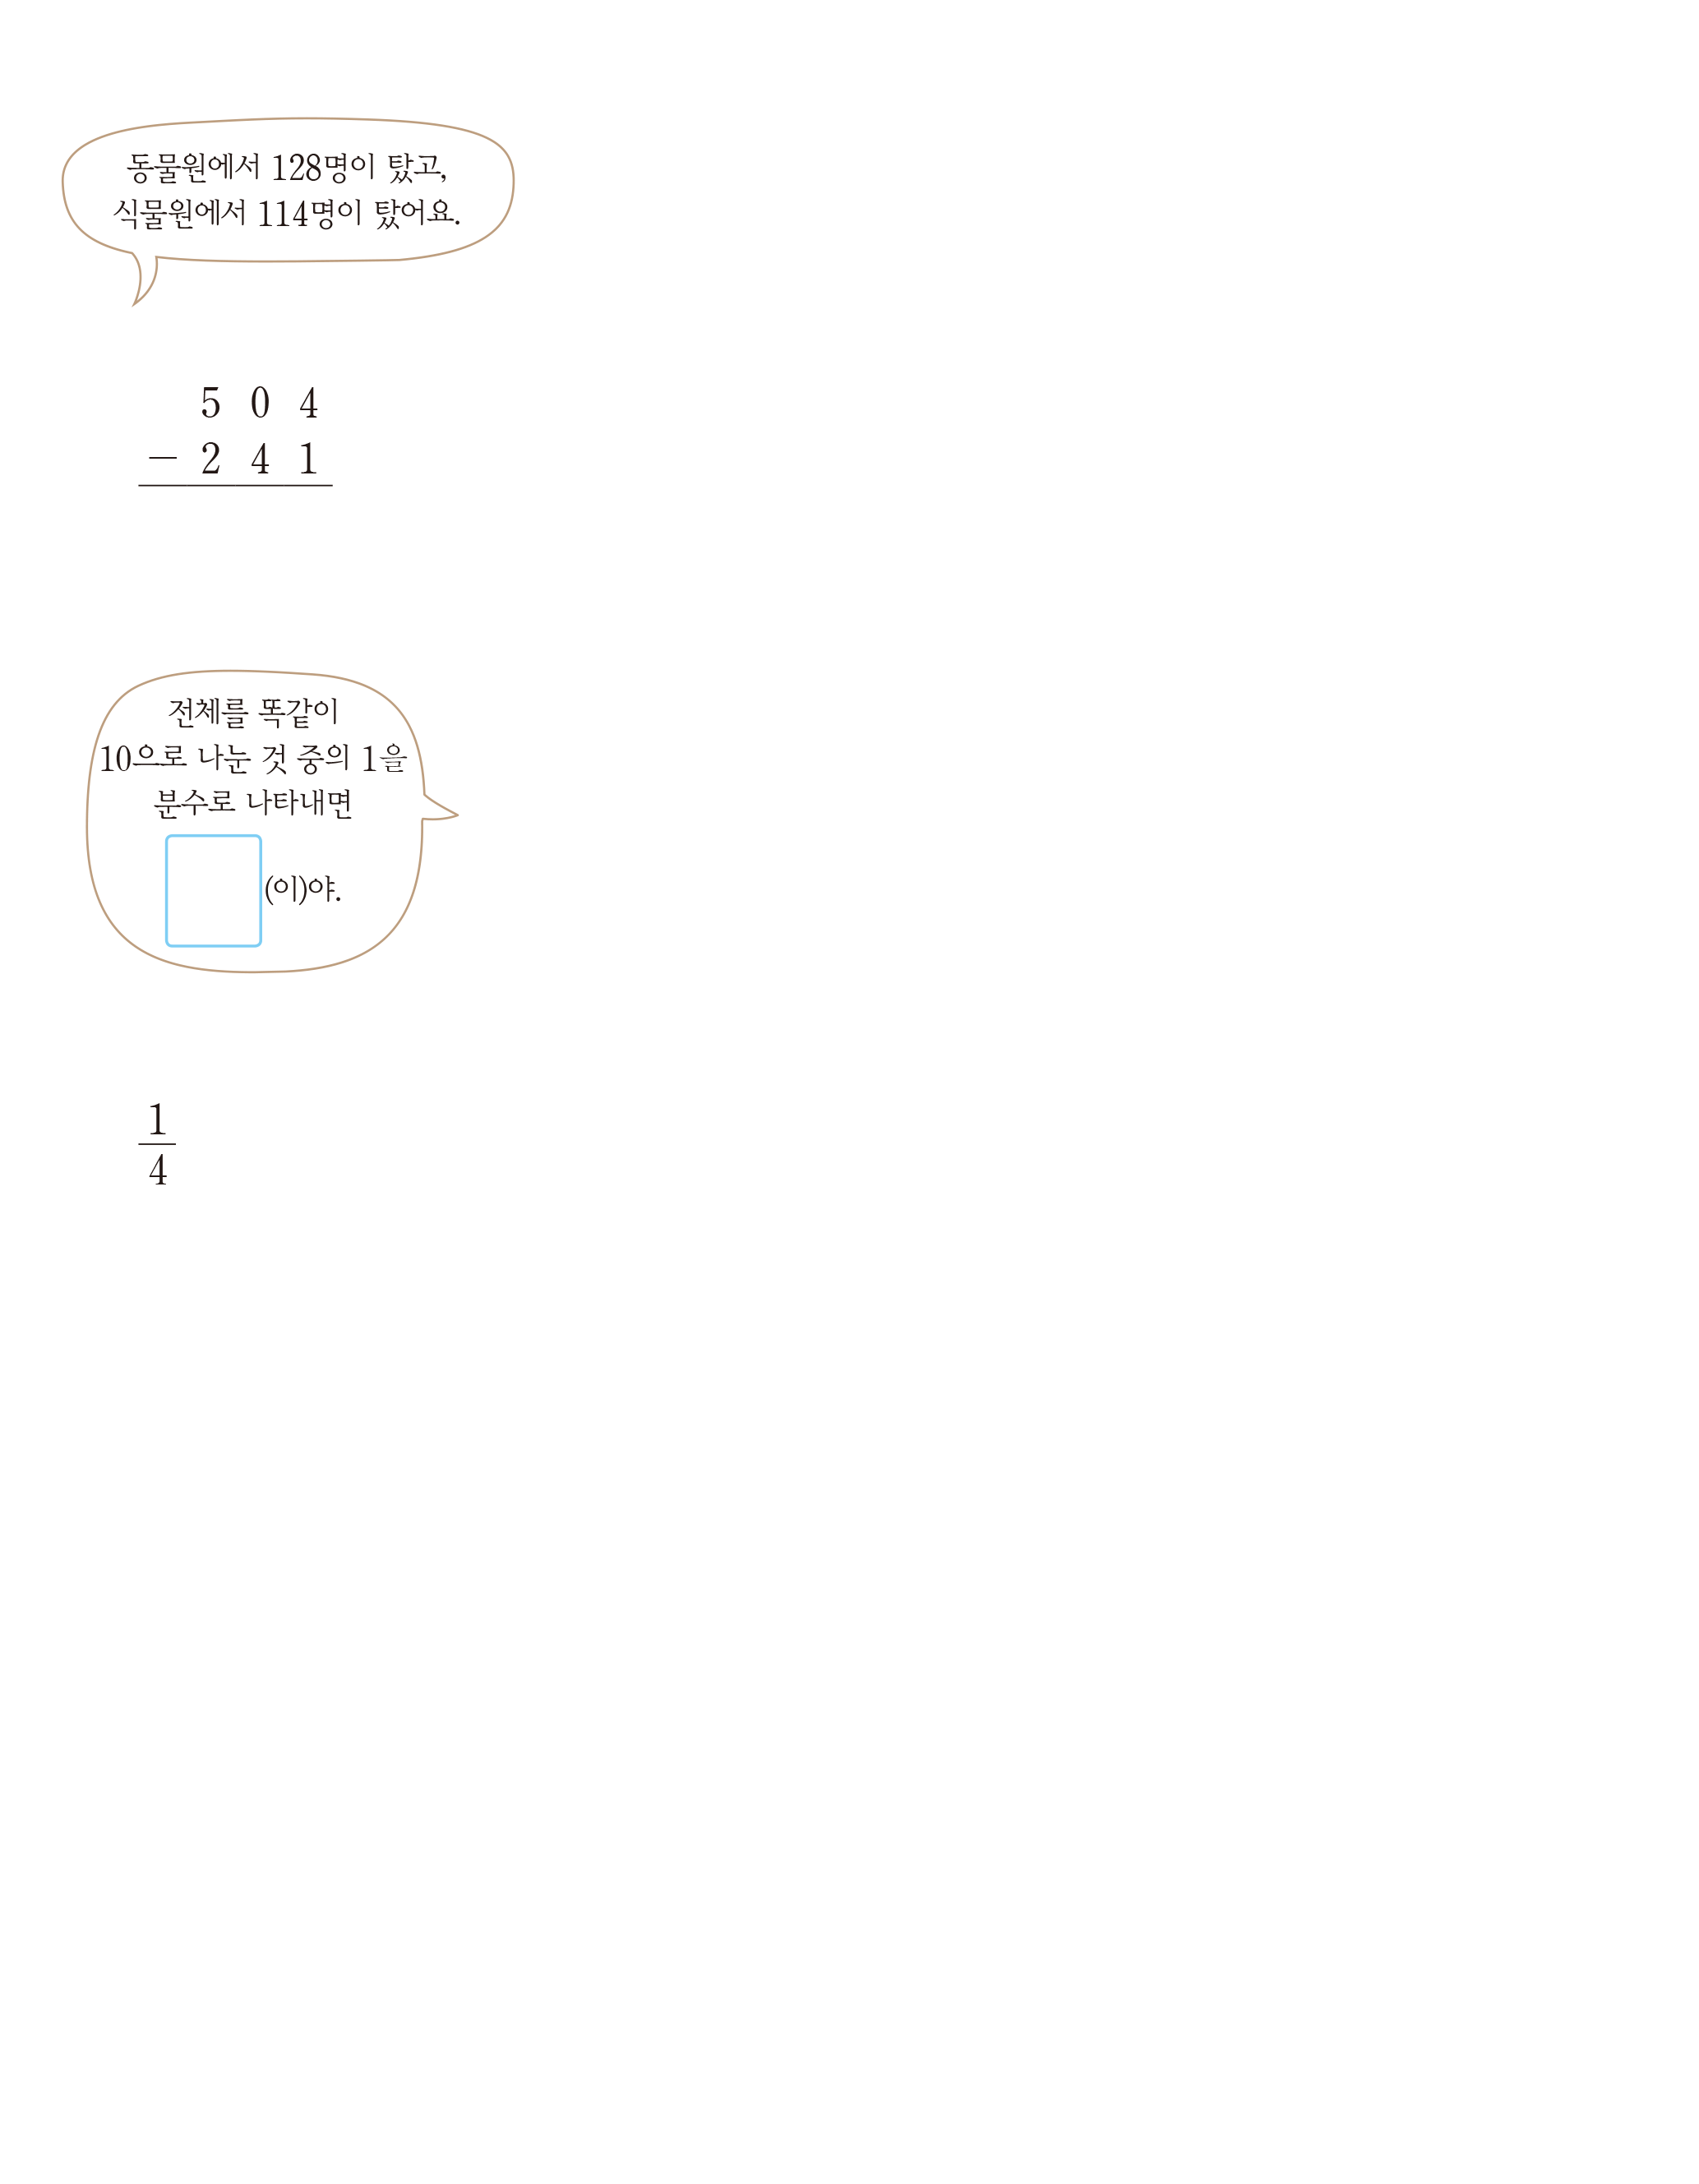 동물원에서 128명이 탔고,
식물원에서 114명이 탔어요.
5 0 4
− 2 4 1
전체를 똑같이
10으로 나눈 것 중의 1을
분수로 나타내면
(이)야.
1
4